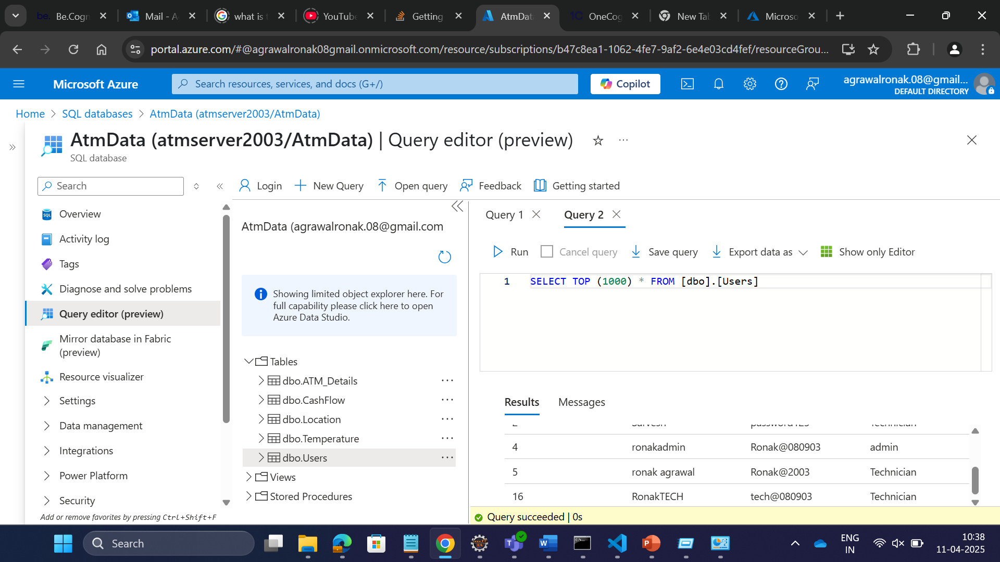 be. Be.Cogn
Mail - A
what is
YouTube
Getting
AtmData
1C OneCog
New Tab
Microso
portal.azure.com/#@agrawalronak08gmail.onmicrosoft.com/resource/subscriptions/b47c8ea1-1062-4fe7-9af2-6e4e03cd4fef/resourceGrou...
Microsoft Azure
Search resources, services, and docs (G+/)
Copilot
agrawalronak.08@gmail...
DEFAULT DIRECTORY
Home > SQL databases > AtmData (atmserver2003/AtmData)
AtmData (atmserver2003/AtmData) | Query editor (preview)
SQL database
Search
Login
New Query
Open query
Feedback
Getting started
Overview
Activity log
Tags
Diagnose and solve problems
Query editor (preview)
Mirror database in Fabric
(preview)
Resource visualizer
Settings
Data management
Integrations
Power Platform
Security
Add or remove favorites by pressing Ctrl+Shift+F
AtmData (agrawalronak.08@gmail.com
Showing limited object explorer here. For
full capability please click here to open
Azure Data Studio.
Tables
dbo.ATM_Details
dbo.CashFlow
dbo.Location
dbo.Temperature
dbo.Users
Views
Stored Procedures
Query 1
Query 2
Run
Cancel query
Save query
Export data as
Show only Editor
1 SELECT TOP (1000) * FROM [dbo].[Users]
Results
Messages
4 ronakadmin Ronak@080903 admin
5 ronak agrawal Ronak@2003 Technician
16 RonakTECH tech@080903 Technician
Query succeeded | 0s
Search
ENG
IN
10:38
11-04-2025